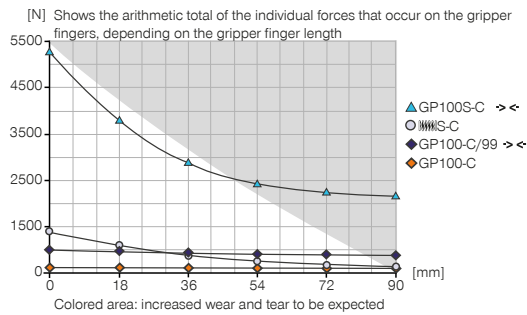 [N] Shows the arithmetic total of the individual forces that occur on the gripper
fingers, depending on the gripper finger length
5500
4500
3500
2500
1500
0
0 18 36 54 72 90 [mm]
GP100S-C
S-C
GP100-C/99
GP100-C
Colored area: increased wear and tear to be expected